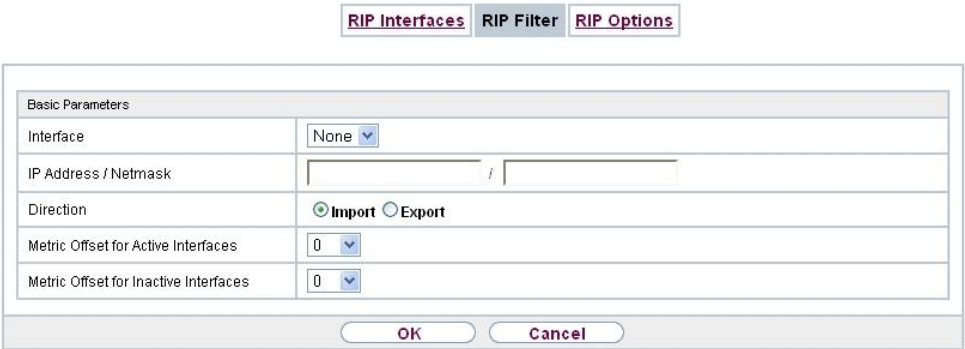 RIP Interfaces RIP Filter RIP Options
Basic Parameters
Interface None
IP Address / Netmask /
Direction Import Export
Metric Offset for Active Interfaces 0
Metric Offset for Inactive Interfaces 0
OK Cancel